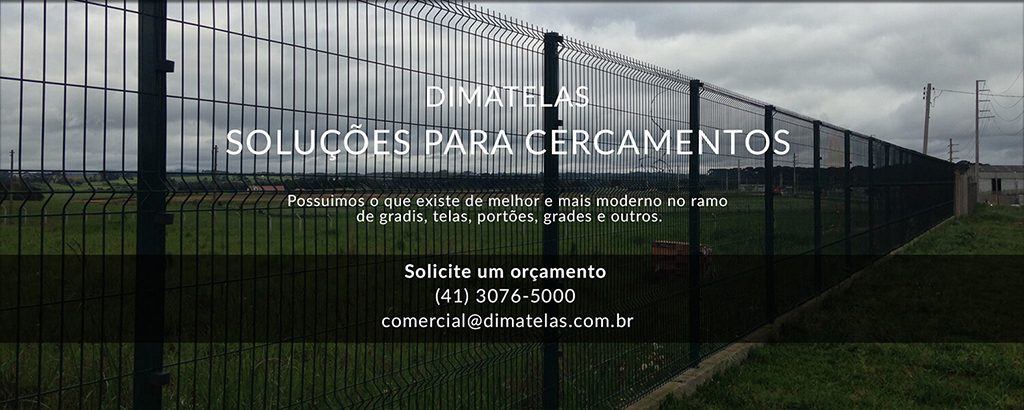 DIMATELAS
SOLUÇÕES PARA CERCAMENTOS
Possuimos o que existe de melhor e mais moderno no ramo
de gradis, telas, portões, grades e outros.
Solicite um orçamento
(41) 3076-5000
comercial@dimatelas.com.br